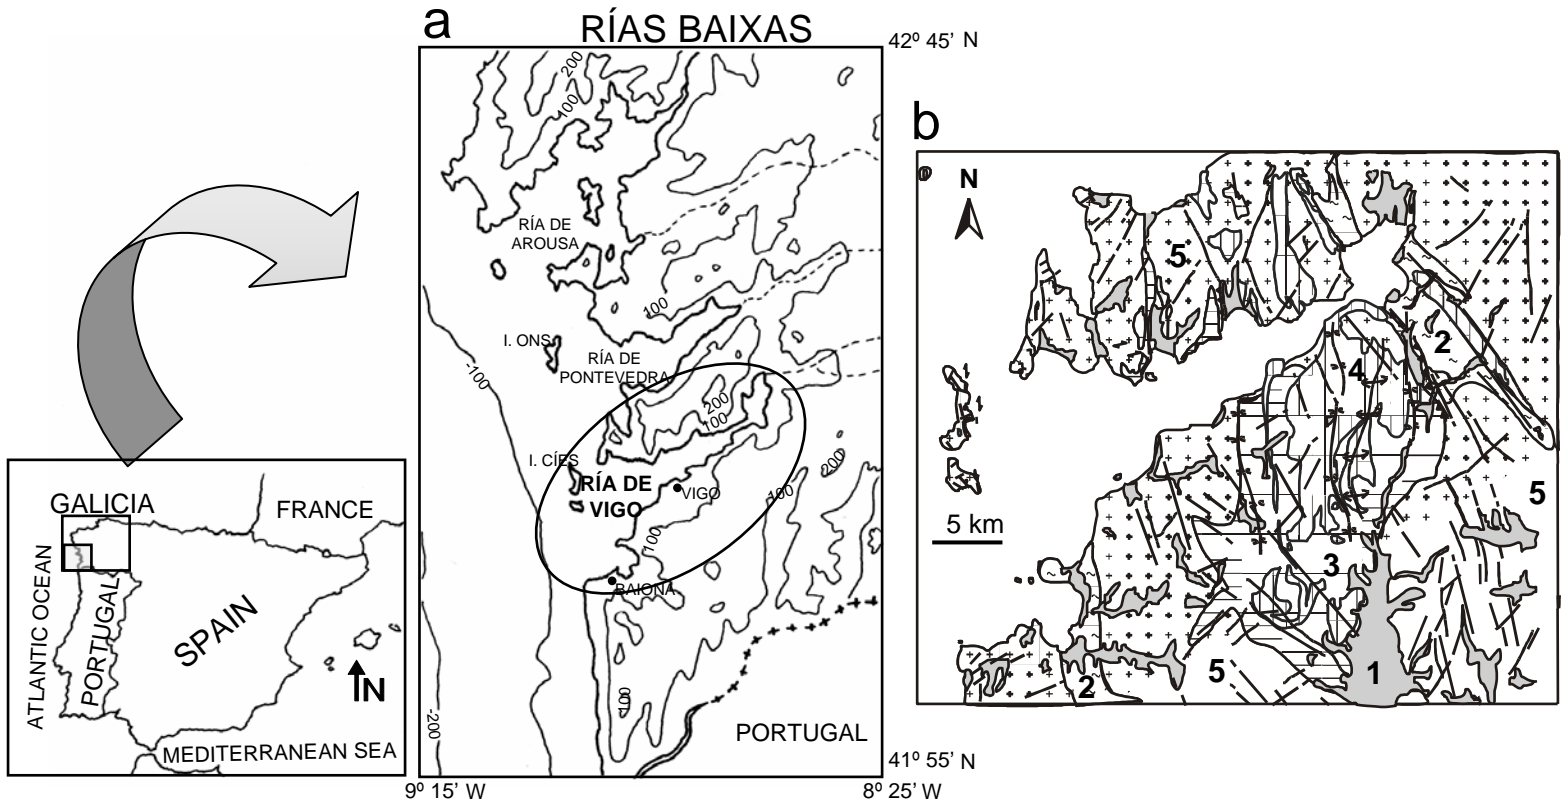 a
RÍAS BAIXAS
42º 45' N
200
100
RÍA DE
AROUSA
100
I. ONS
-100
RÍA DE
PONTEVEDRA
200
100
I. CÍES
RÍA DE
VIGO
VIGO
100
200
100
BAIONA
100
-200
PORTUGAL
41º 55' N
9º 15' W
8º 25' W
GALICIA
FRANCE
ATLANTIC OCEAN
PORTUGAL
SPAIN
N
MEDITERRANEAN SEA
b
N
5
2
4
5
5 km
3
5
2
1